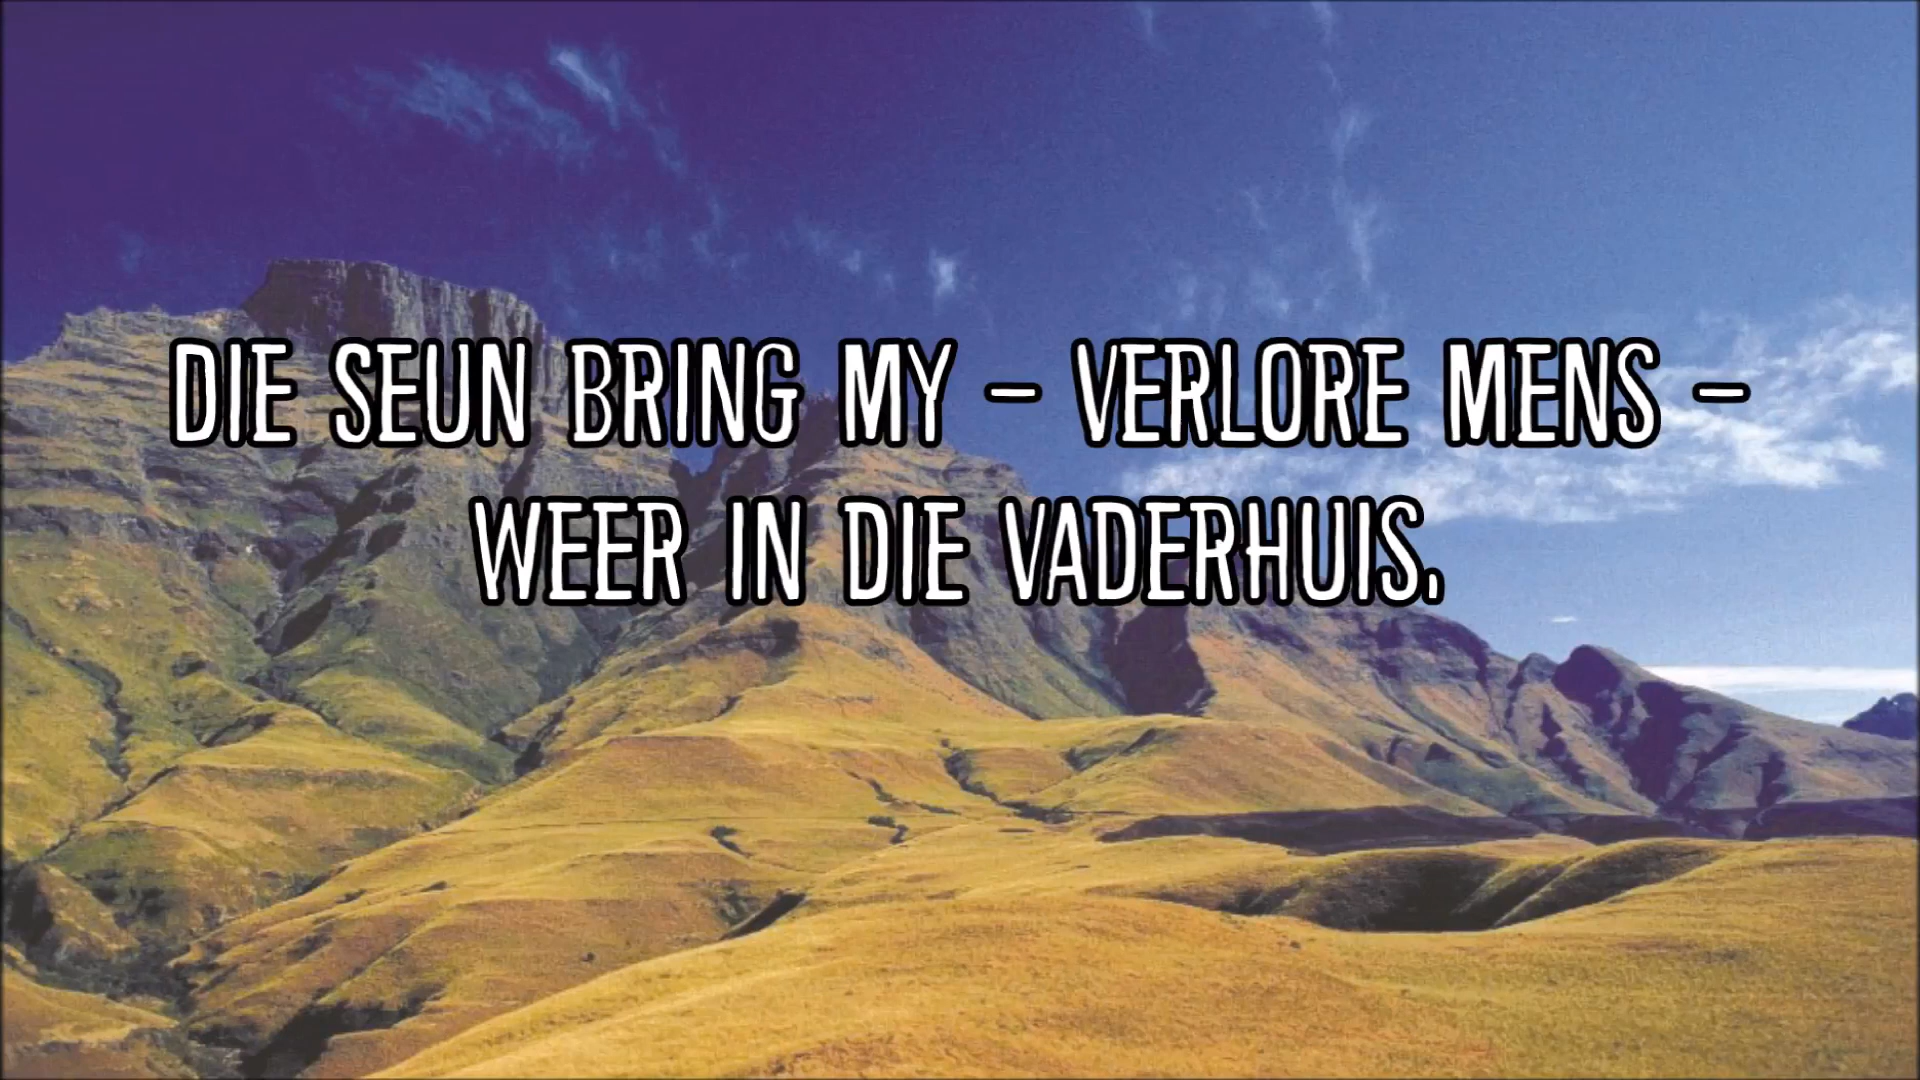 DIE SEUN BRING MY – VERLORE MENS –
WEER IN DIE VADERHUIS.